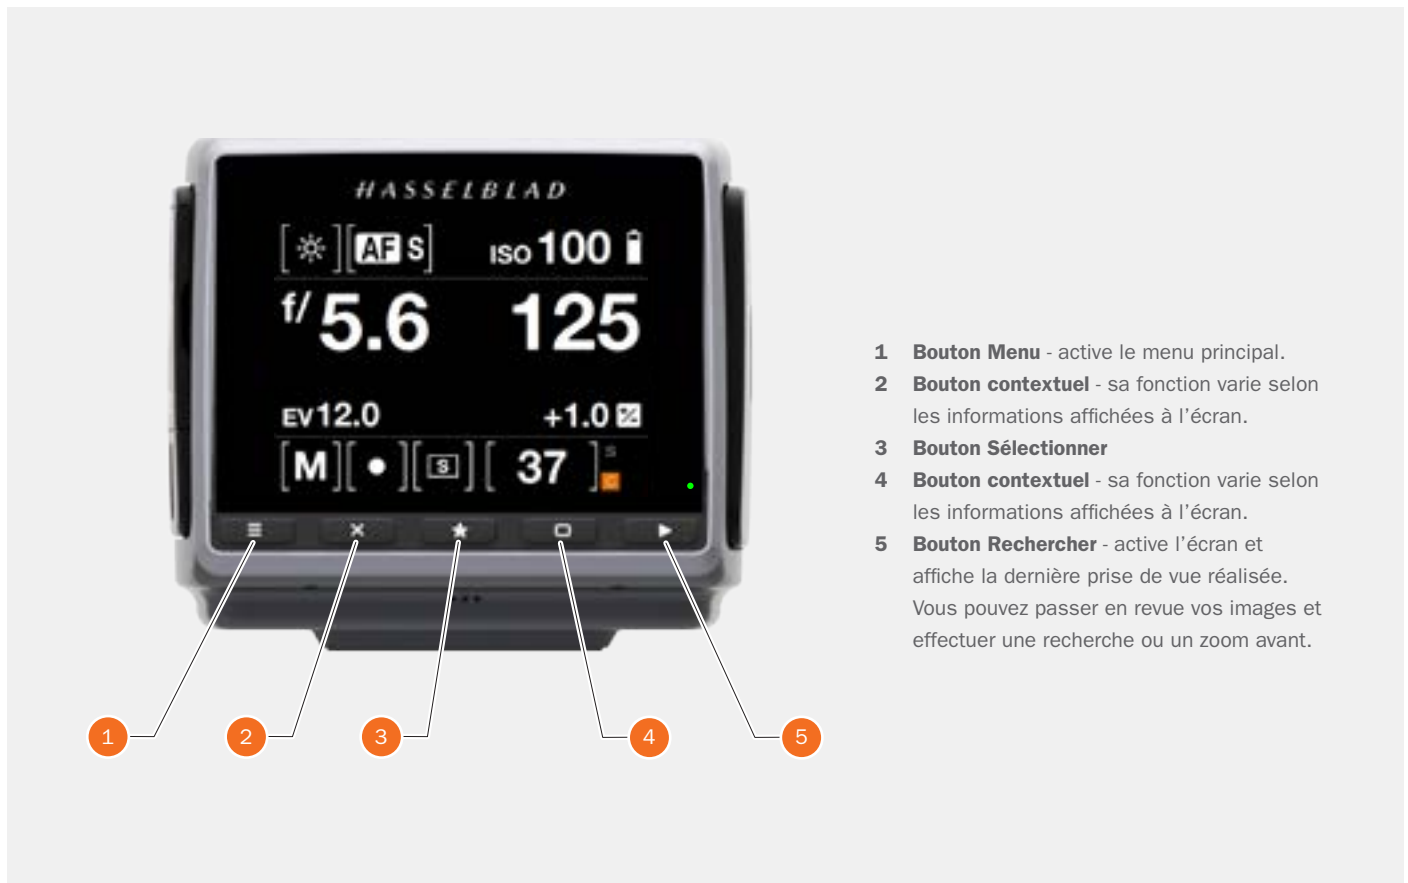 HASSELBLAD
AF S ISO 100
f/ 5.6 125
EV 12.0 +1.0
M S 37 S
1 Bouton Menu - active le menu principal.
2 Bouton contextuel - sa fonction varie selon
les informations affichées à l’écran.
3 Bouton Sélectionner
4 Bouton contextuel - sa fonction varie selon
les informations affichées à l’écran.
5 Bouton Rechercher - active l’écran et
affiche la dernière prise de vue réalisée.
Vous pouvez passer en revue vos images et
effectuer une recherche ou un zoom avant.
1 2 3 4 5